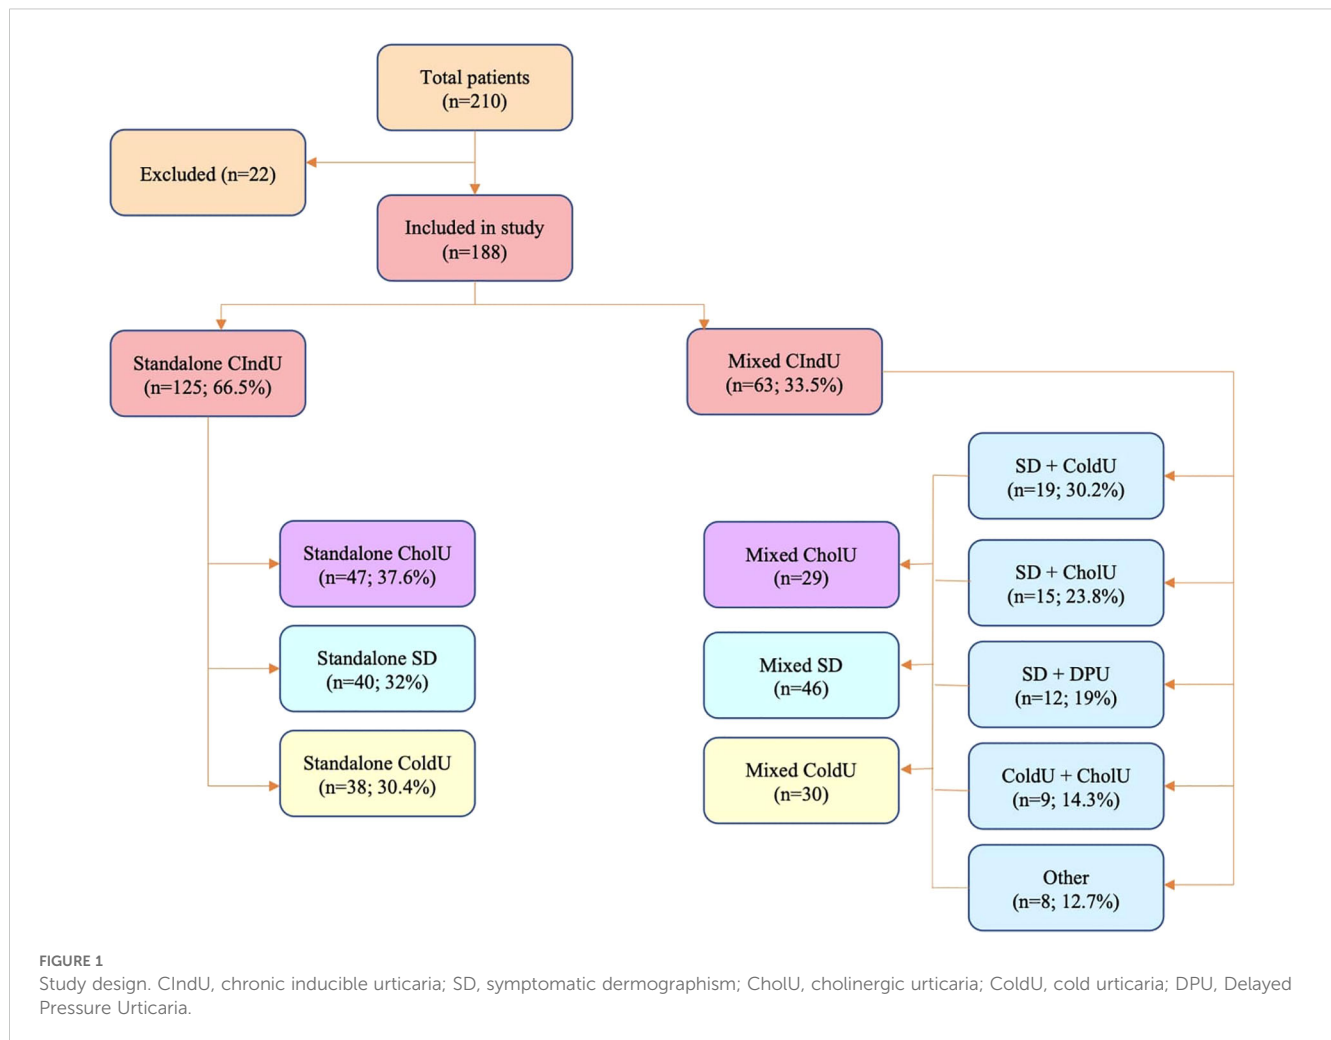 Total patients
(n=210)
Excluded (n=22)
Included in study
(n=188)
Standalone CIndU
(n=125; 66.5%)
Mixed CIndU
(n=63; 33.5%)
SD + ColdU
(n=19; 30.2%)
Standalone CholU
(n=47; 37.6%)
Mixed CholU
(n=29)
SD + CholU
(n=15; 23.8%)
Standalone SD
(n=40; 32%)
Mixed SD
(n=46)
SD + DPU
(n=12; 19%)
Standalone ColdU
(n=38; 30.4%)
Mixed ColdU
(n=30)
ColdU + CholU
(n=9; 14.3%)
Other
(n=8; 12.7%)
FIGURE 1
Study design. CIndU, chronic inducible urticaria; SD, symptomatic dermographism; CholU, cholinergic urticaria; ColdU, cold urticaria; DPU, Delayed
Pressure Urticaria.